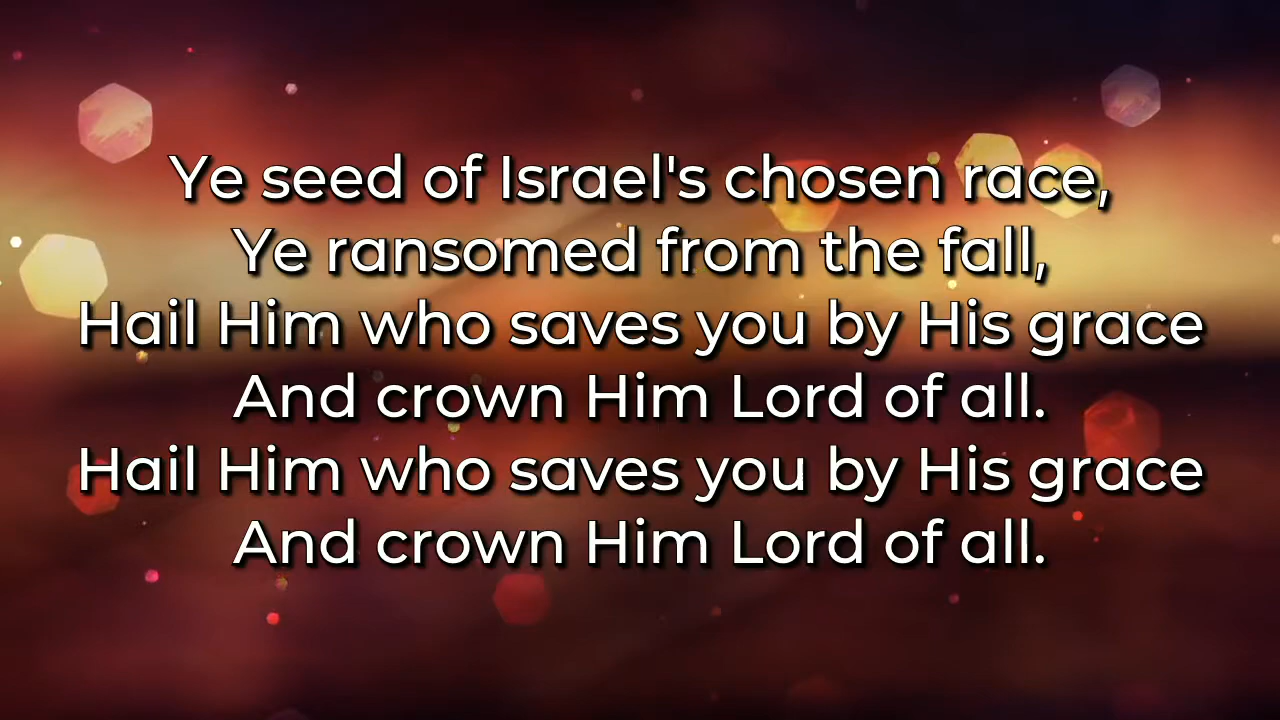 Ye seed of Israel's chosen race,
Ye ransomed from the fall,
Hail Him who saves you by His grace
And crown Him Lord of all.
Hail Him who saves you by His grace
And crown Him Lord of all.